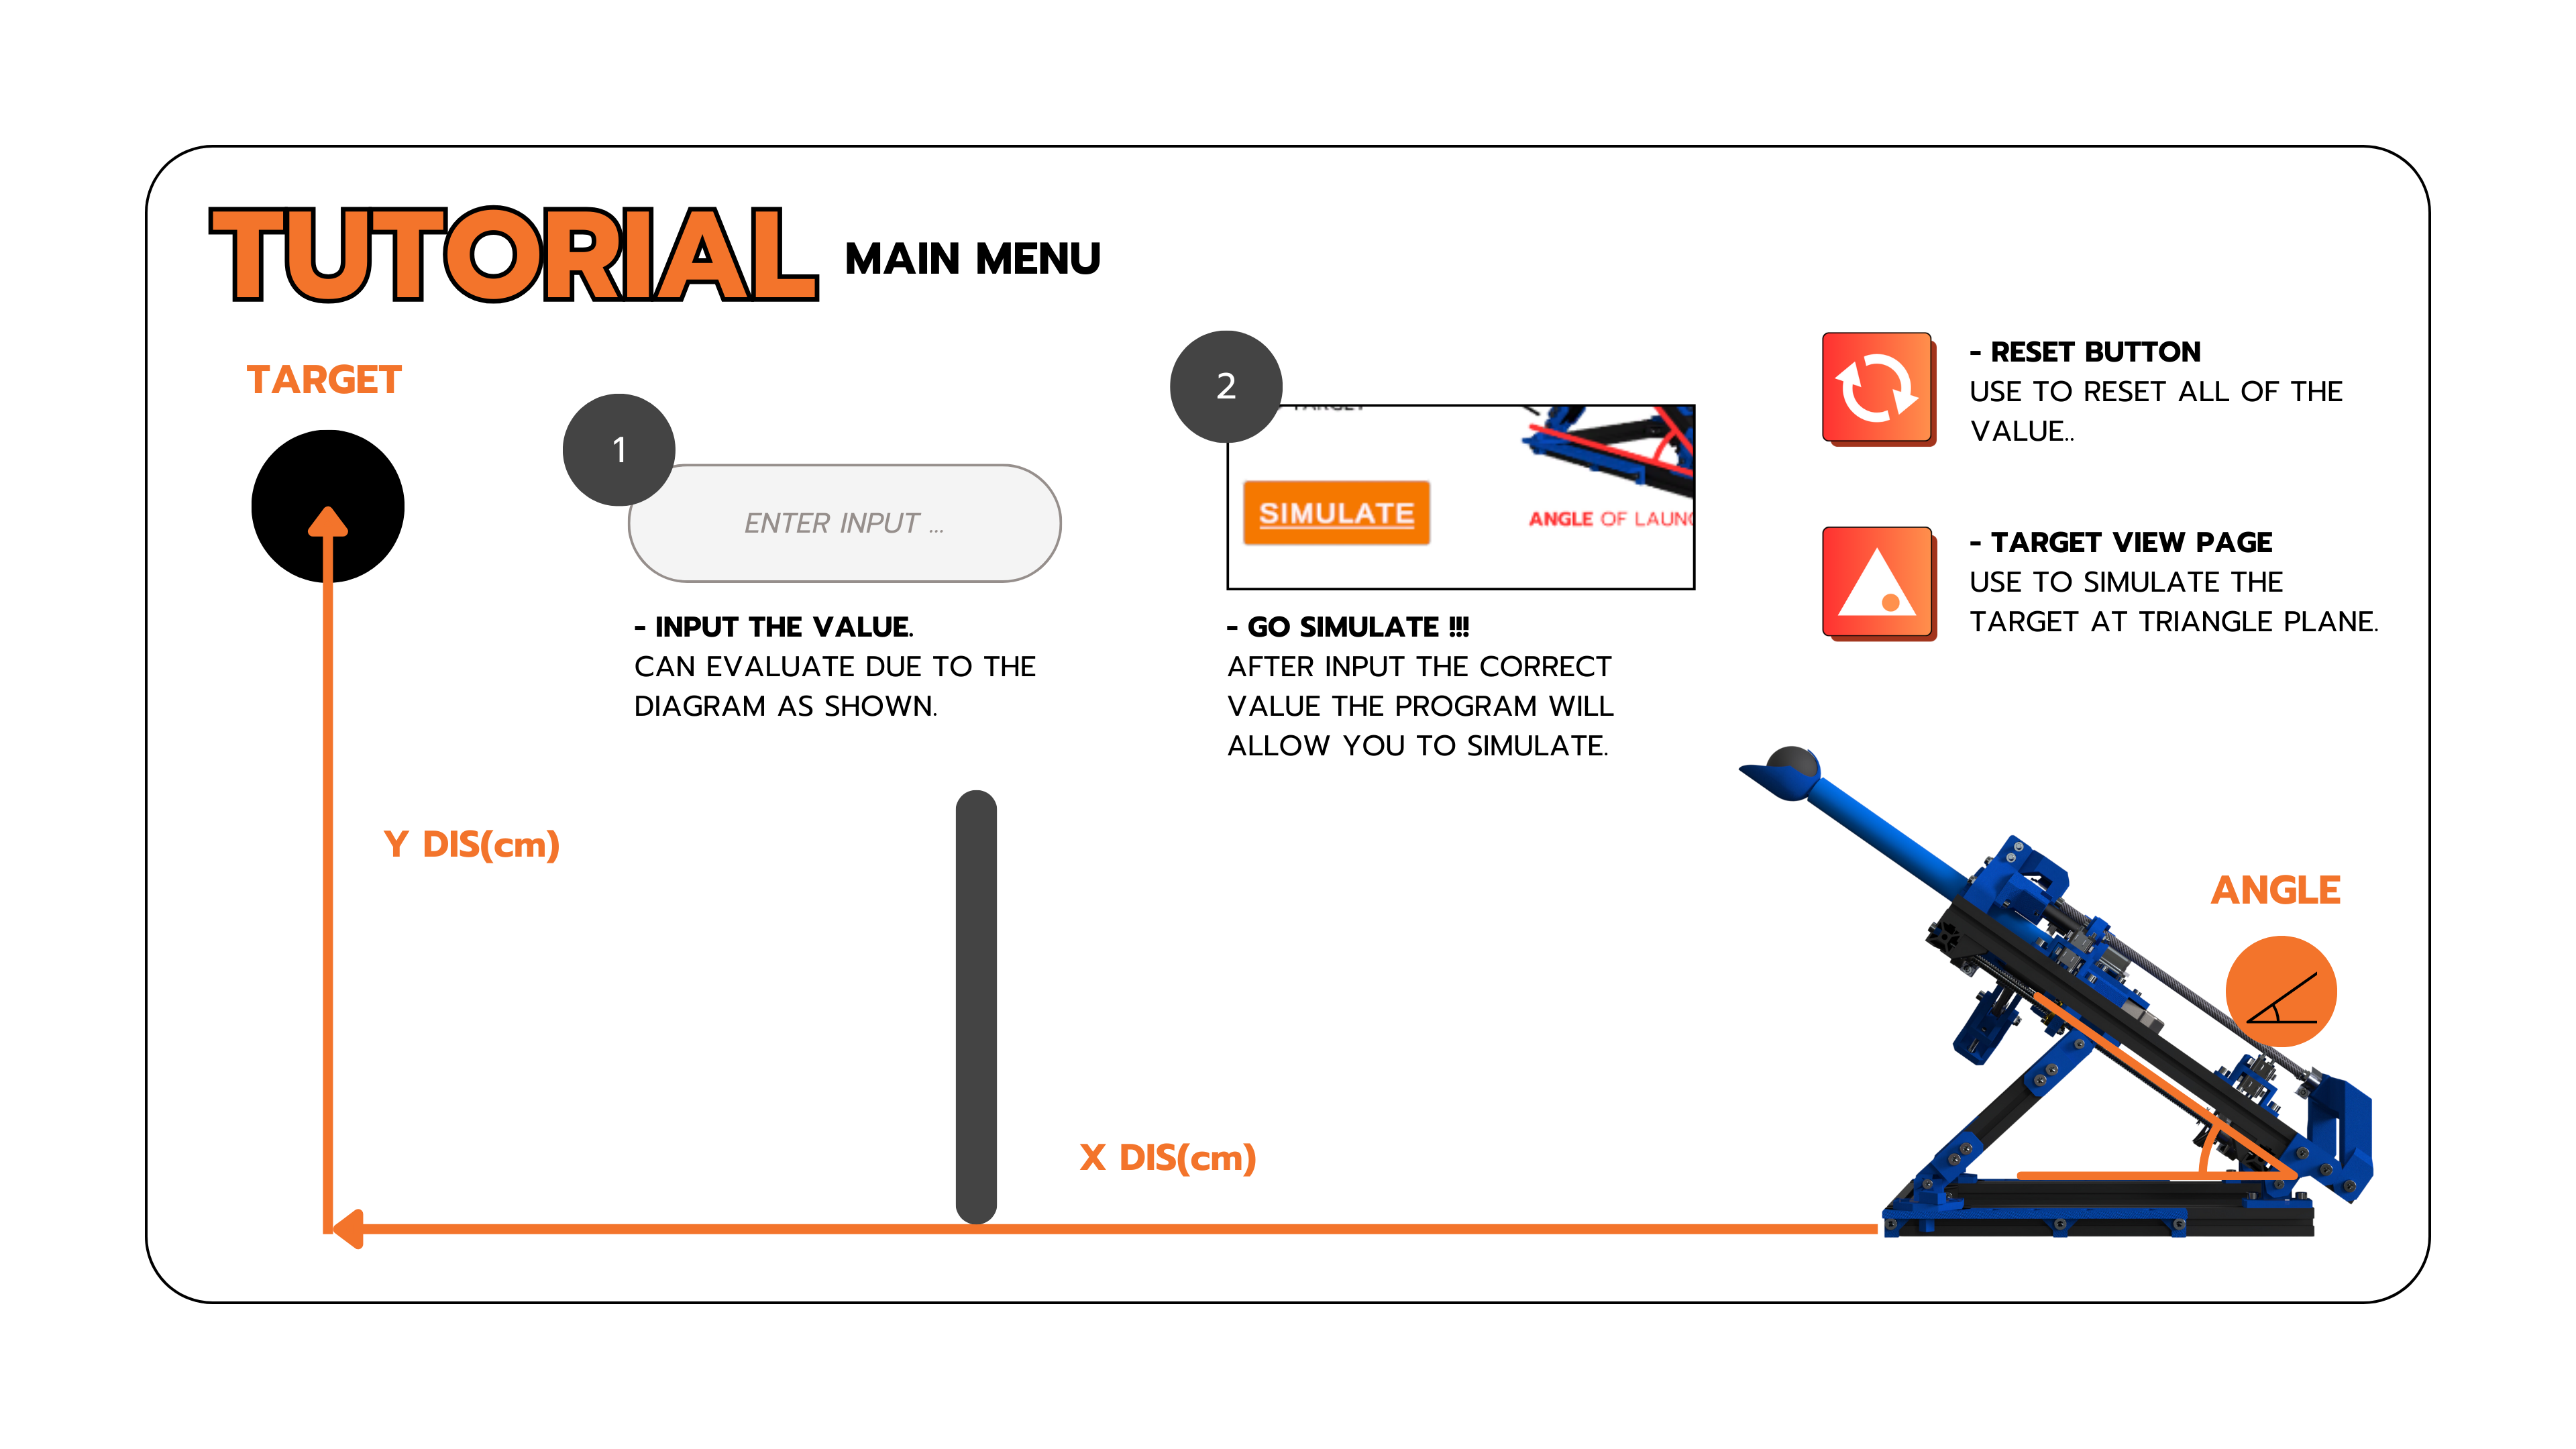 TUTORIAL MAIN MENU
TARGET
1
ENTER INPUT ...
- INPUT THE VALUE.
CAN EVALUATE DUE TO THE
DIAGRAM AS SHOWN.
2
TARGET
SIMULATE
ANGLE OF LAUNC
- GO SIMULATE !!!
AFTER INPUT THE CORRECT
VALUE THE PROGRAM WILL
ALLOW YOU TO SIMULATE.
- RESET BUTTON
USE TO RESET ALL OF THE
VALUE..
- TARGET VIEW PAGE
USE TO SIMULATE THE
TARGET AT TRIANGLE PLANE.
Y DIS(cm)
X DIS(cm)
ANGLE